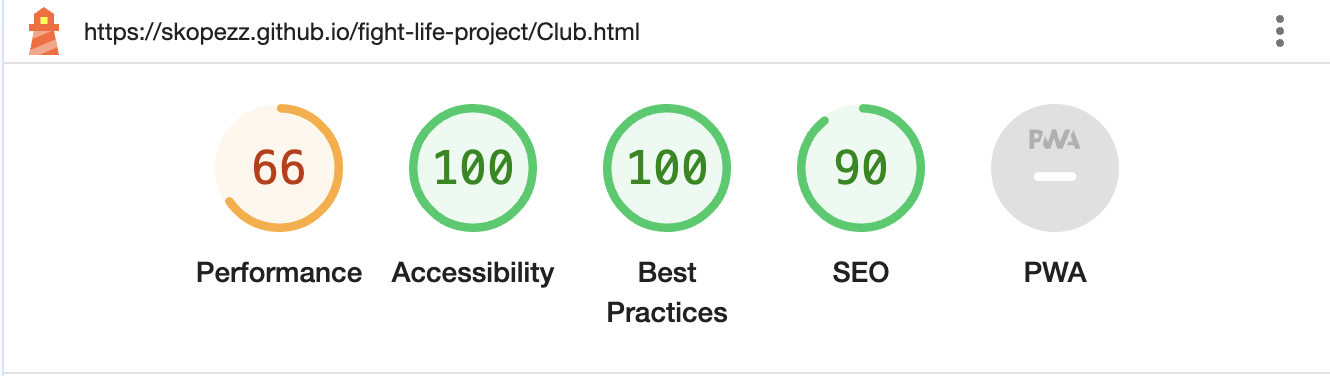 https://skopezz.github.io/fight-life-project/Club.html
66
100
100
90
PWA
Performance
Accessibility
Best
Practices
SEO
PWA